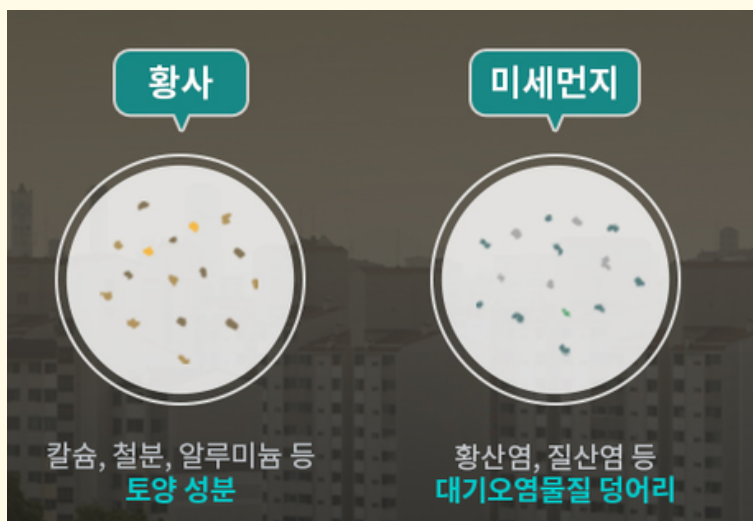 황사
미세먼지
칼슘, 철분, 알루미늄 등
토양 성분
황산염, 질산염 등
대기오염물질 덩어리